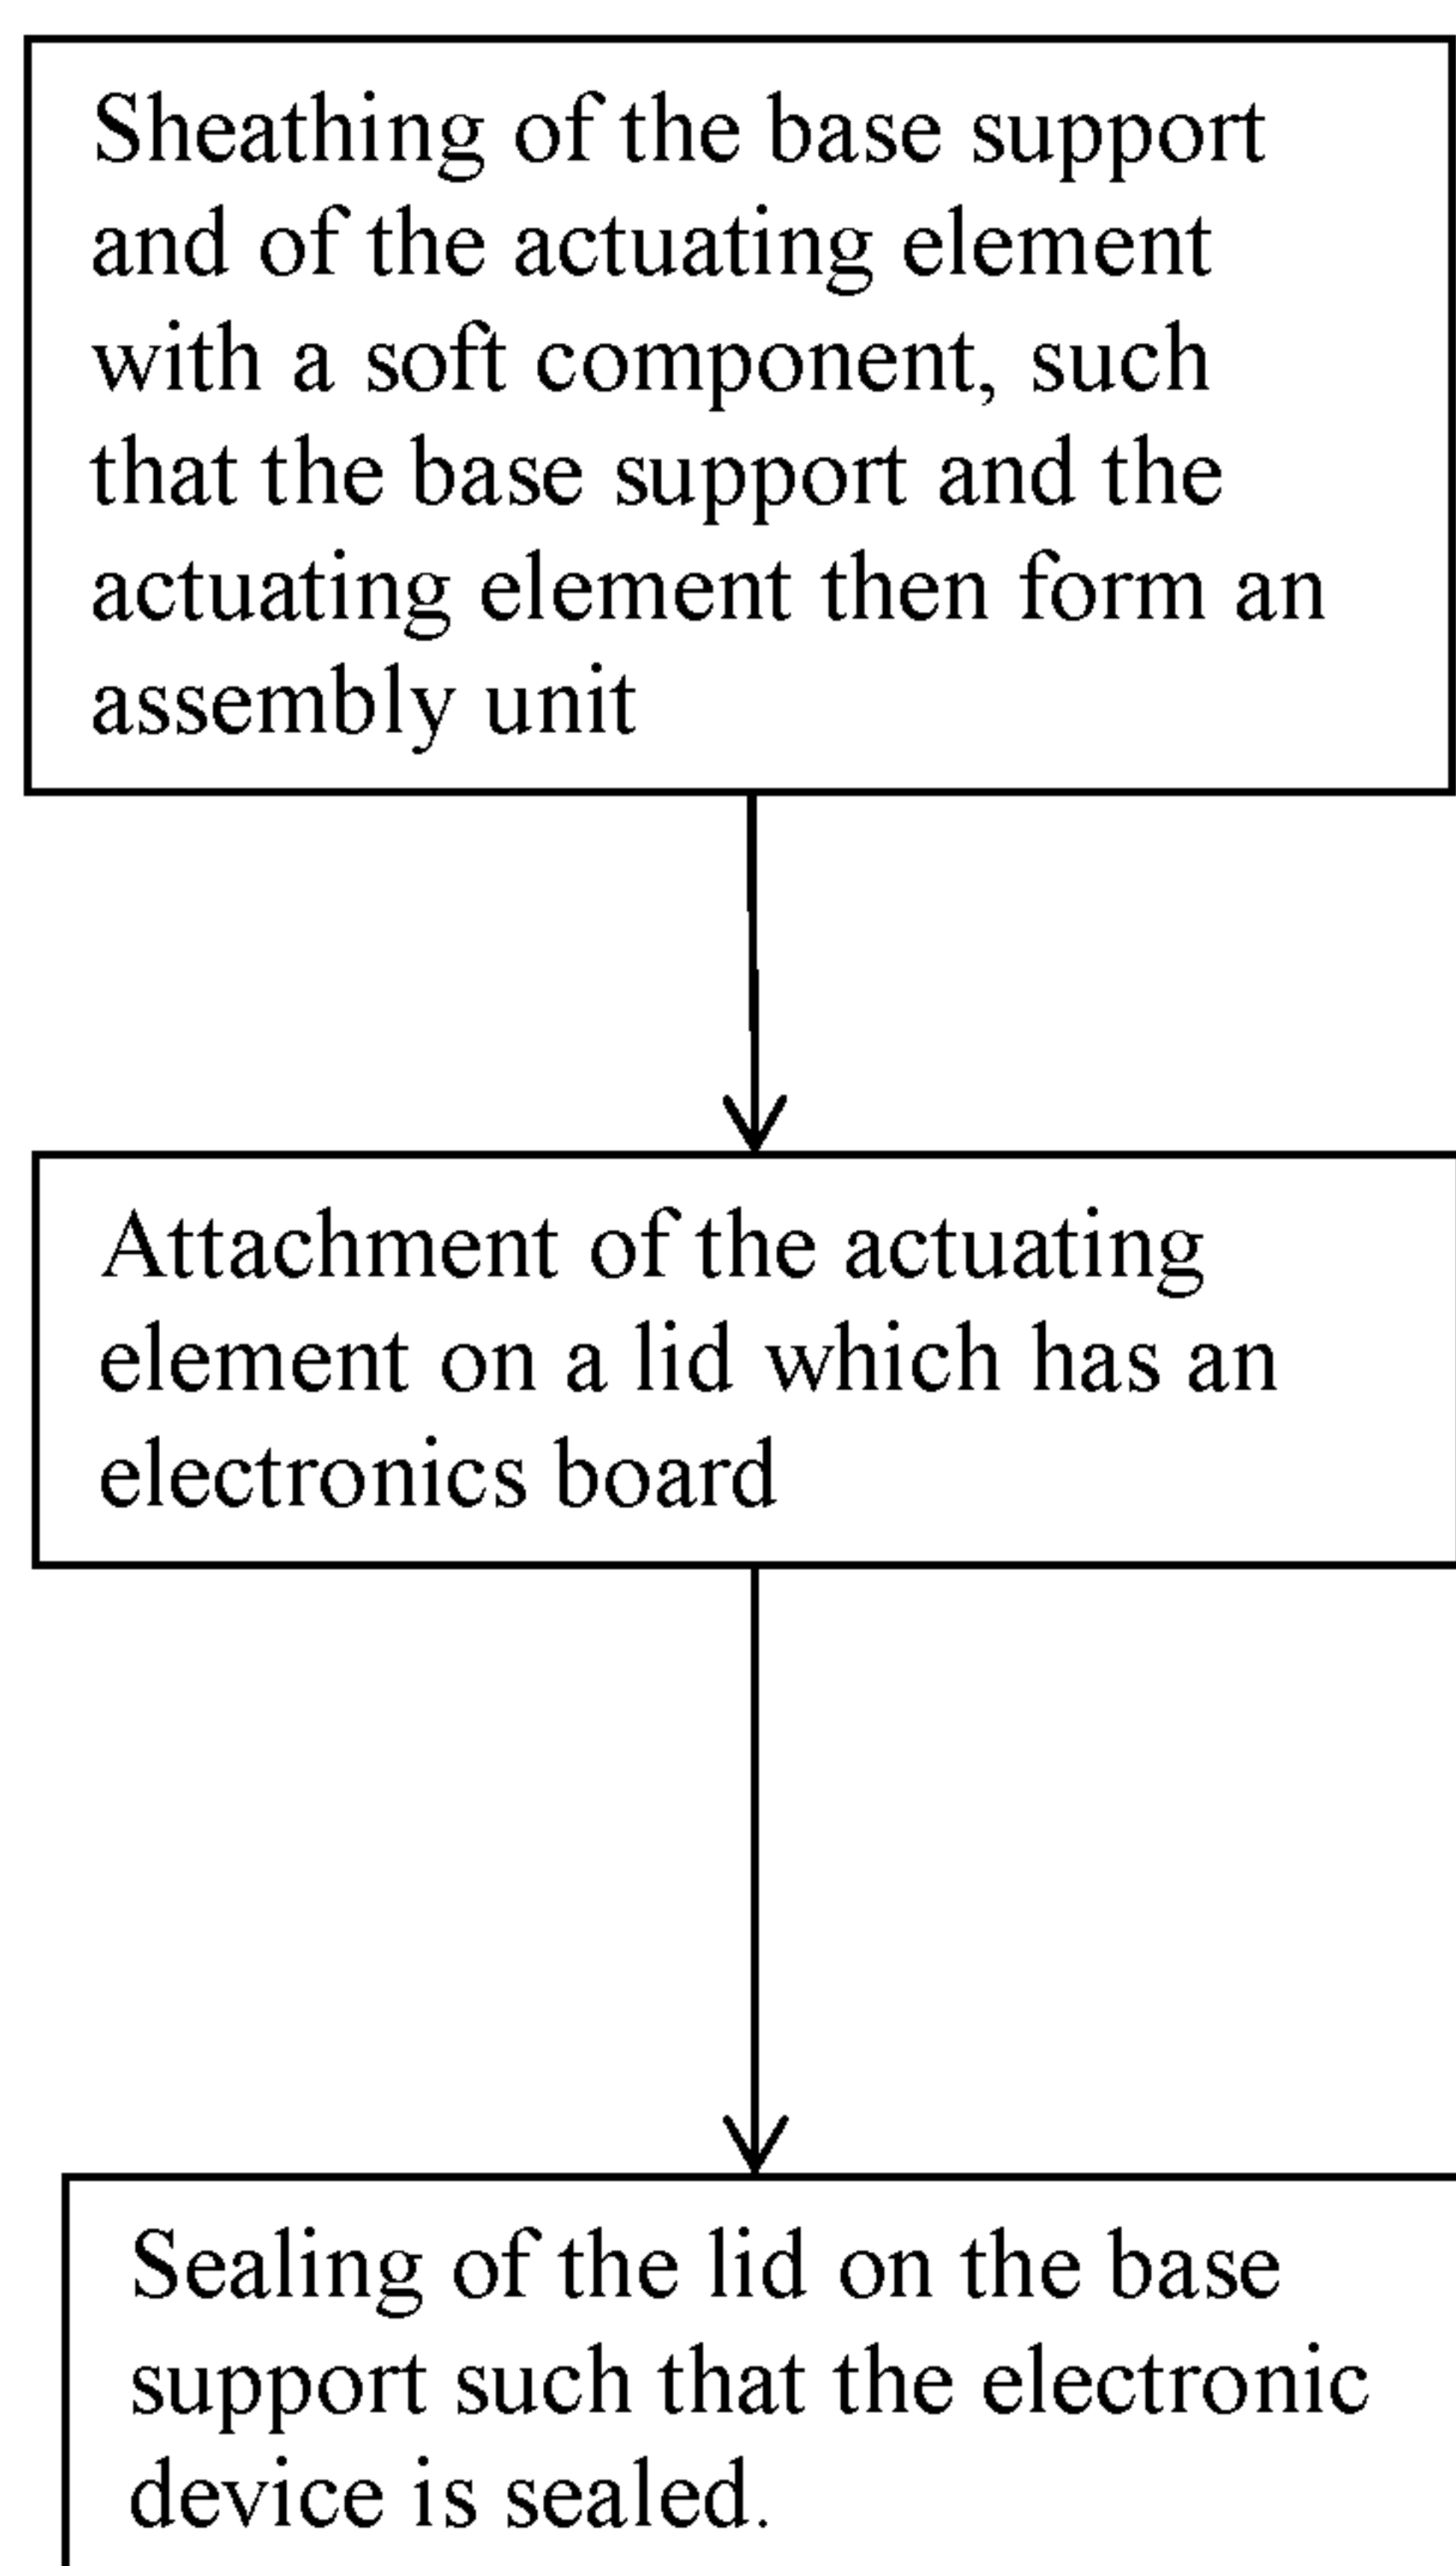 Sheathing of the base support
and of the actuating element
with a soft component, such
that the base support and the
actuating element then form an
assembly unit
Attachment of the actuating
element on a lid which has an
electronics board
Sealing of the lid on the base
support such that the electronic
device is sealed.